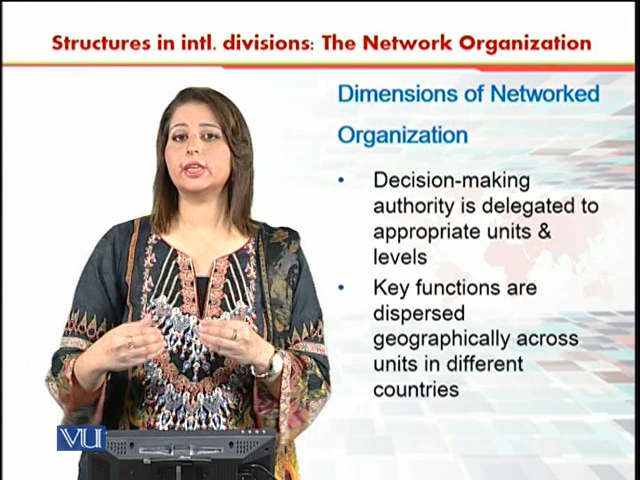 Structures in intl. divisions: The Network Organization
Dimensions of Networked
Organization
• Decision-making
authority is delegated to
appropriate units &
levels
• Key functions are
dispersed
geographically across
units in different
countries
VU